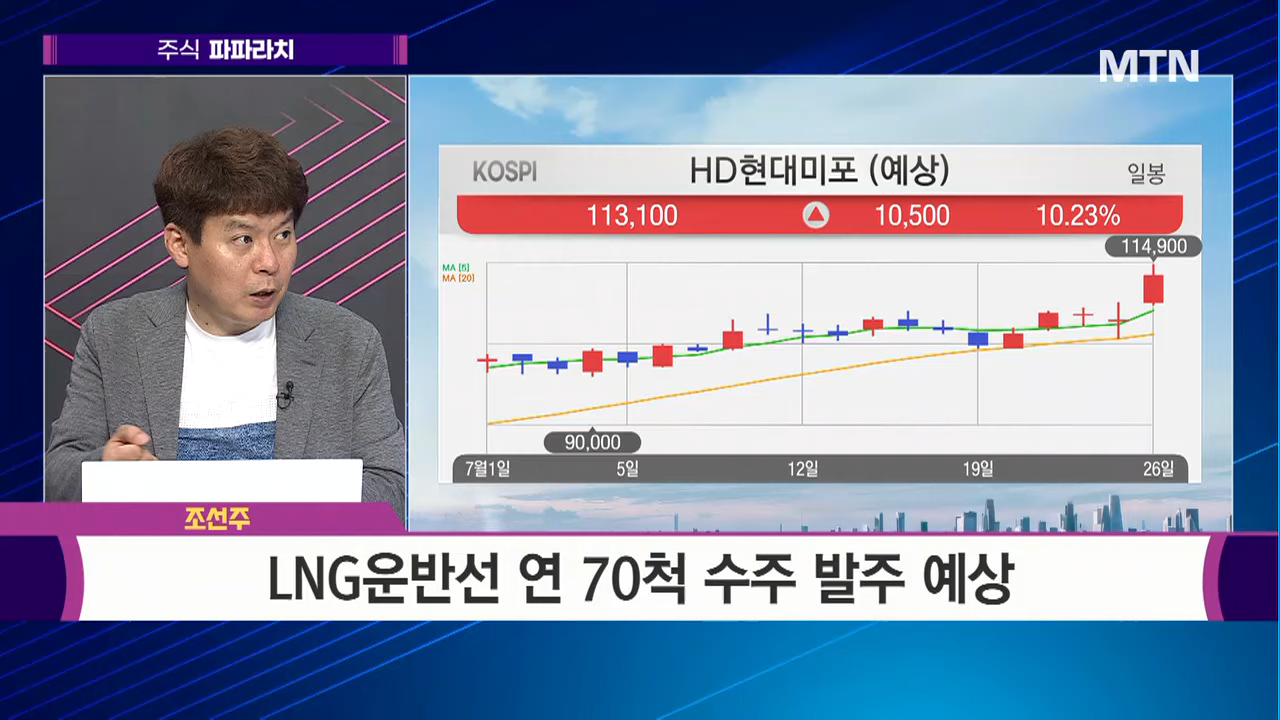 주식 파파라치
MTN
KOSPI
HD현대미포 (예상)
일봉
113,100 ▲ 10,500 10.23%
114,900
MA [5]
MA [20]
90,000
7월1일 5일 12일 19일 26일
조선주
LNG운반선 연 70척 수주 발주 예상